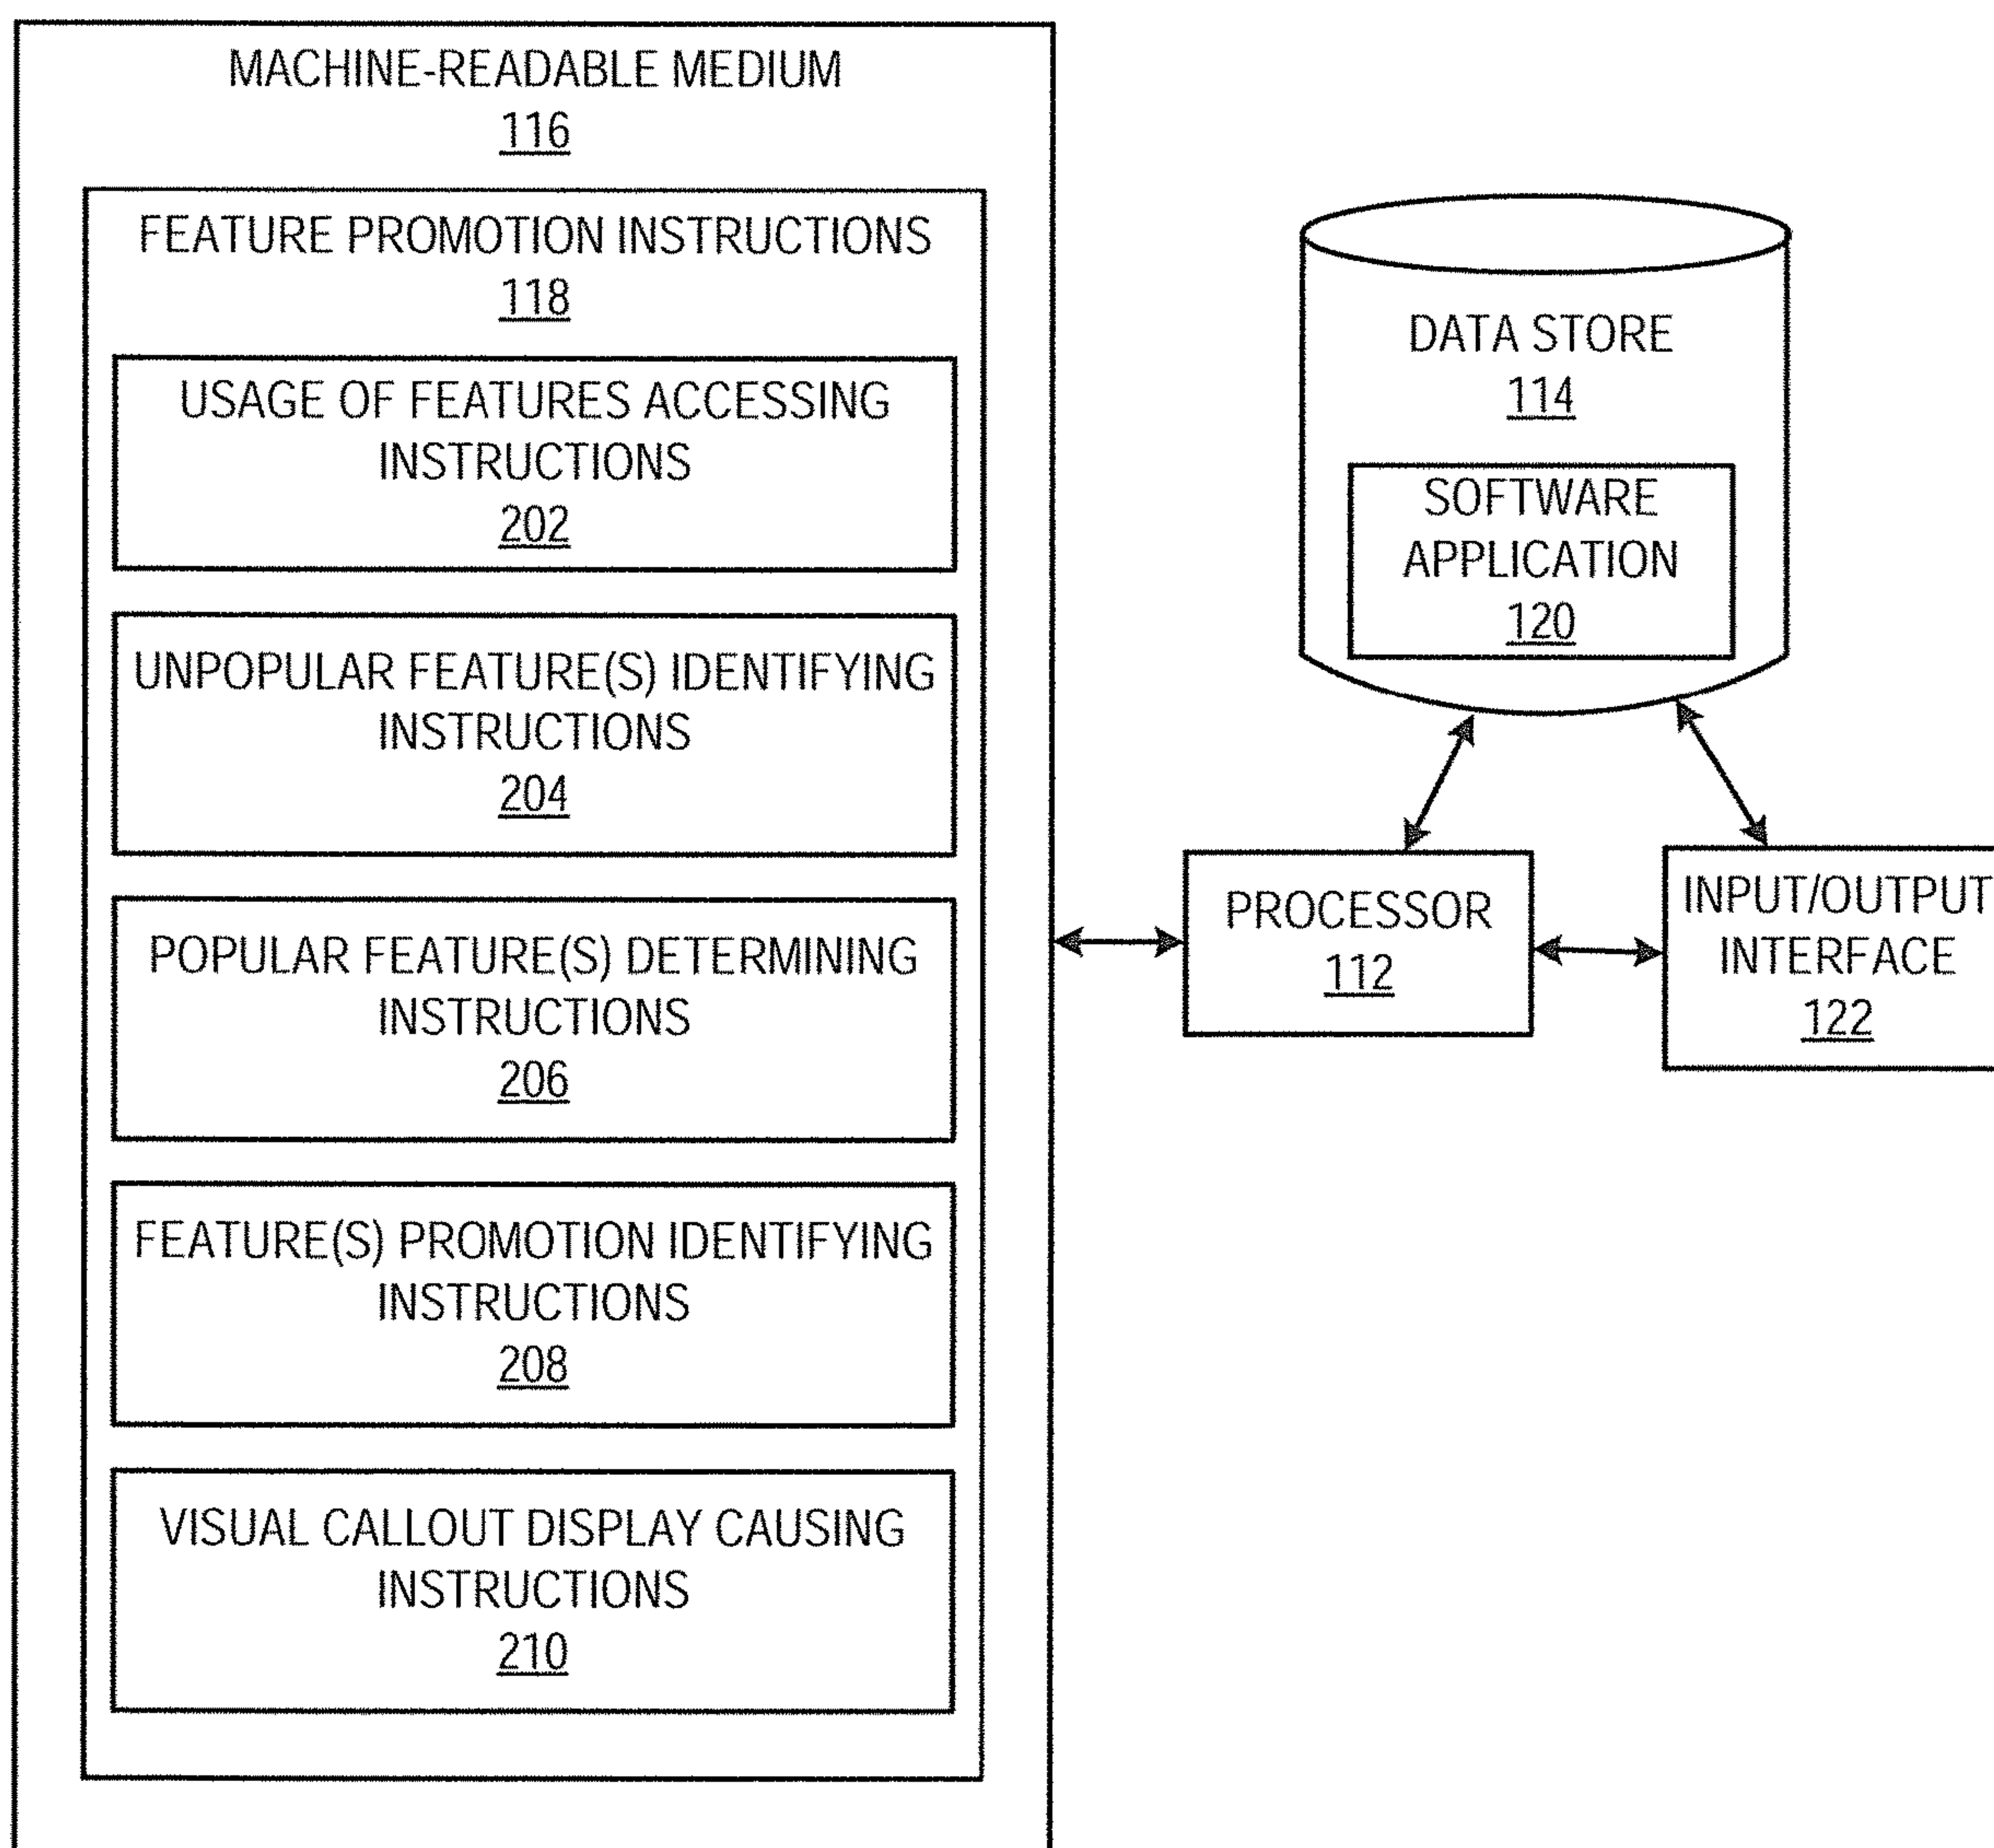 MACHINE-READABLE MEDIUM
116
FEATURE PROMOTION INSTRUCTIONS
118
USAGE OF FEATURES ACCESSING
INSTRUCTIONS
202
UNPOPULAR FEATURE(S) IDENTIFYING
INSTRUCTIONS
204
POPULAR FEATURE(S) DETERMINING
INSTRUCTIONS
206
FEATURE(S) PROMOTION IDENTIFYING
INSTRUCTIONS
208
VISUAL CALLOUT DISPLAY CAUSING
INSTRUCTIONS
210
DATA STORE
114
SOFTWARE
APPLICATION
120
PROCESSOR
112
INPUT/OUTPUT
INTERFACE
122